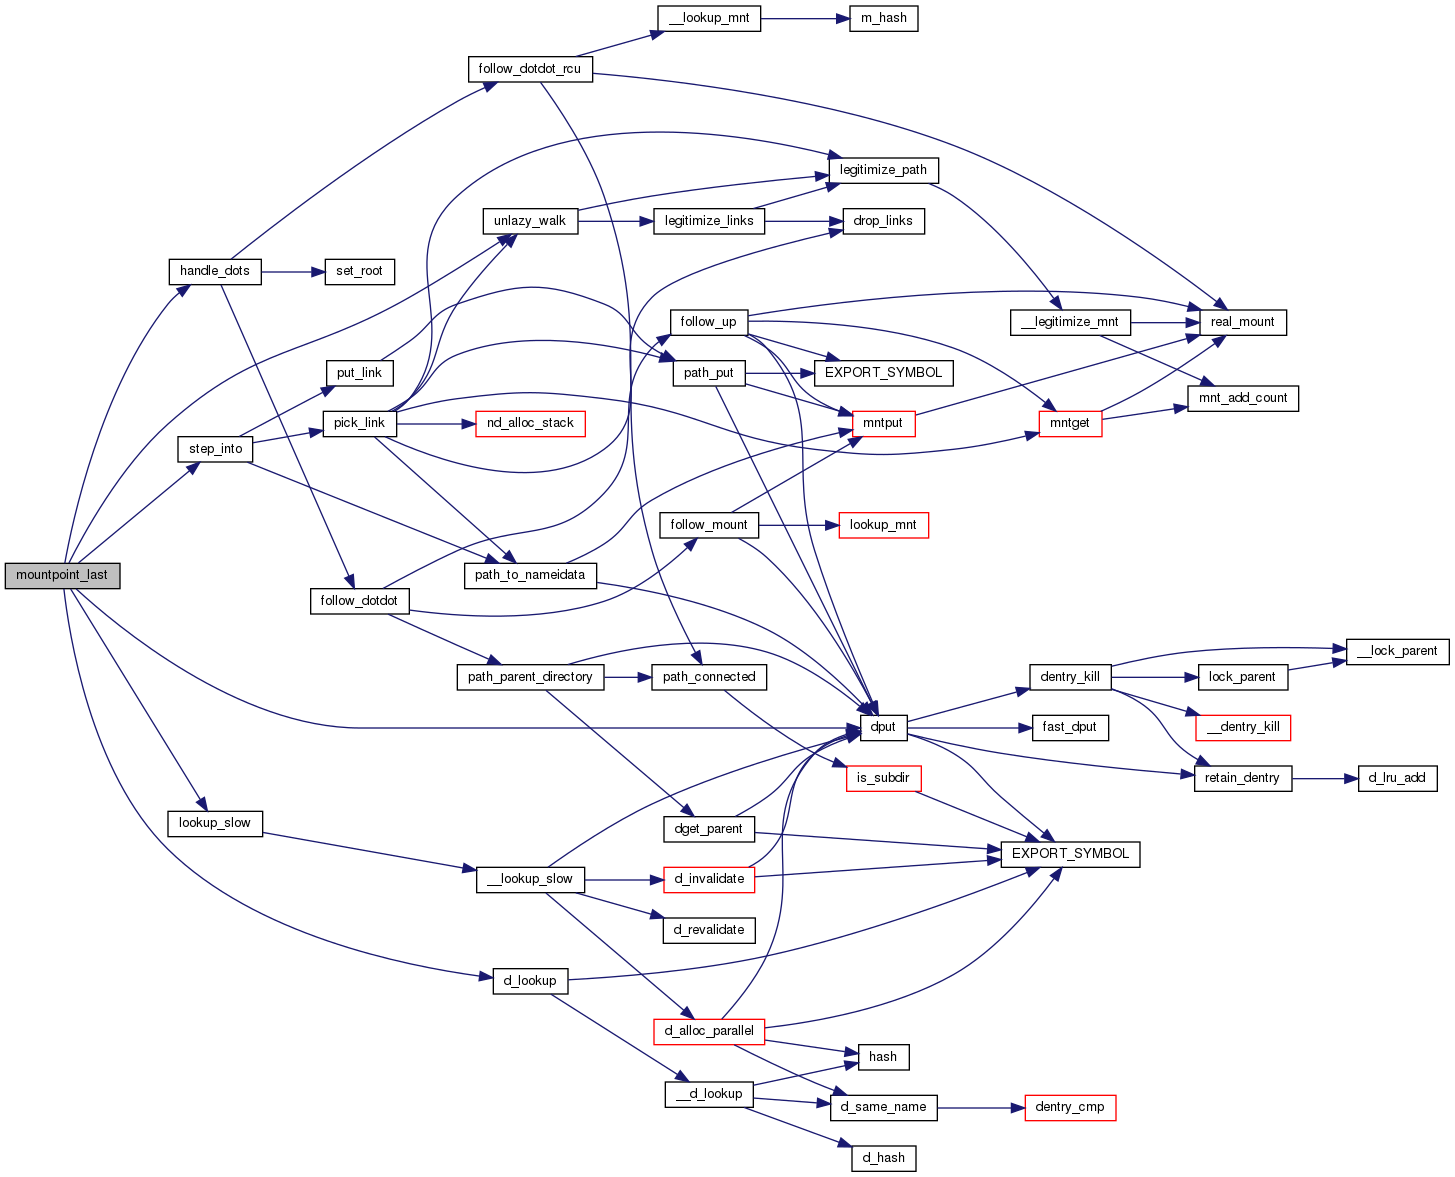 __lookup_mnt
m_hash
follow_dotdot_rcu
legitimize_path
unlazy_walk
legitimize_links
drop_links
handle_dots
set_root
follow_up
__legitimize_mnt
real_mount
put_link
path_put
EXPORT_SYMBOL
mnt_add_count
pick_link
nd_alloc_stack
mntput
mntget
step_into
follow_mount
lookup_mnt
mountpoint_last
path_to_nameidata
follow_dotdot
__lock_parent
path_parent_directory
path_connected
dentry_kill
lock_parent
dput
fast_dput
__dentry_kill
is_subdir
retain_dentry
d_lru_add
lookup_slow
dget_parent
EXPORT_SYMBOL
__lookup_slow
d_invalidate
d_revalidate
d_lookup
d_alloc_parallel
hash
__d_lookup
d_same_name
dentry_cmp
d_hash